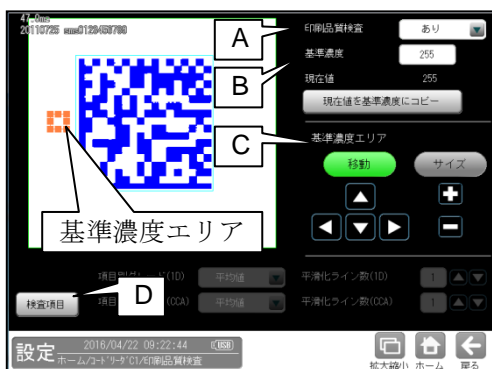 47.0ms
20110725 sms0123456789
A
印刷品質検査
あり
基準濃度
255
B
現在値
255
現在値を基準濃度にコピー
C
基準濃度エリア
移動
サイズ
基準濃度エリア
平均値
平滑化ライン数(1D)
1
検査項目
D
(CCA)
平均値
平滑化ライン数(CCA)
1
設定
2016/04/22 09:22:44
USB
ホーム/コードリーダC1/印刷品質検査
拡大縮小
ホーム
戻る